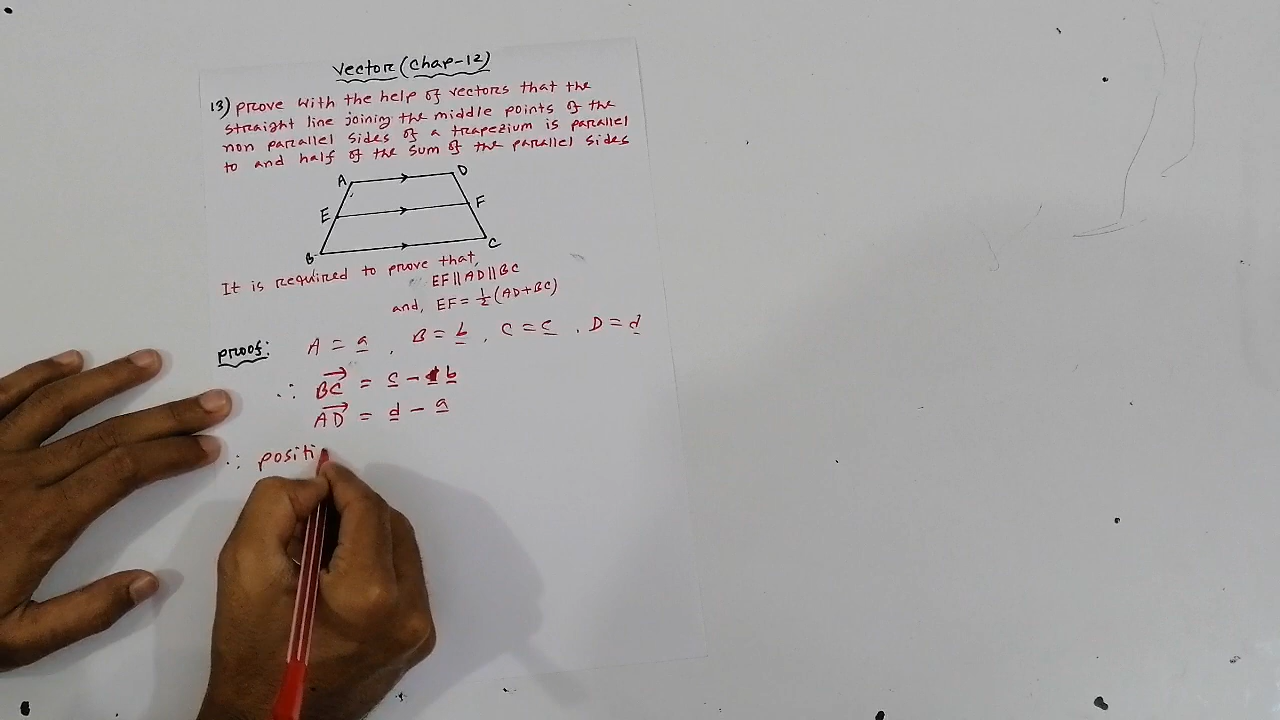 Vector (Chap-12)
13) prove with the help of vectors that the
straight line joining the middle points of the
non parallel sides of a trapezium is parallel
to and half of the sum of the parallel sides
A D
E F
B C
It is required to prove that,
EF || AD || BC
and, EF = 1/2 (AD+BC)
proof: A = a , B = b , C = c , D = d
∴ BC = c - b
AD = d - a
∴ positi